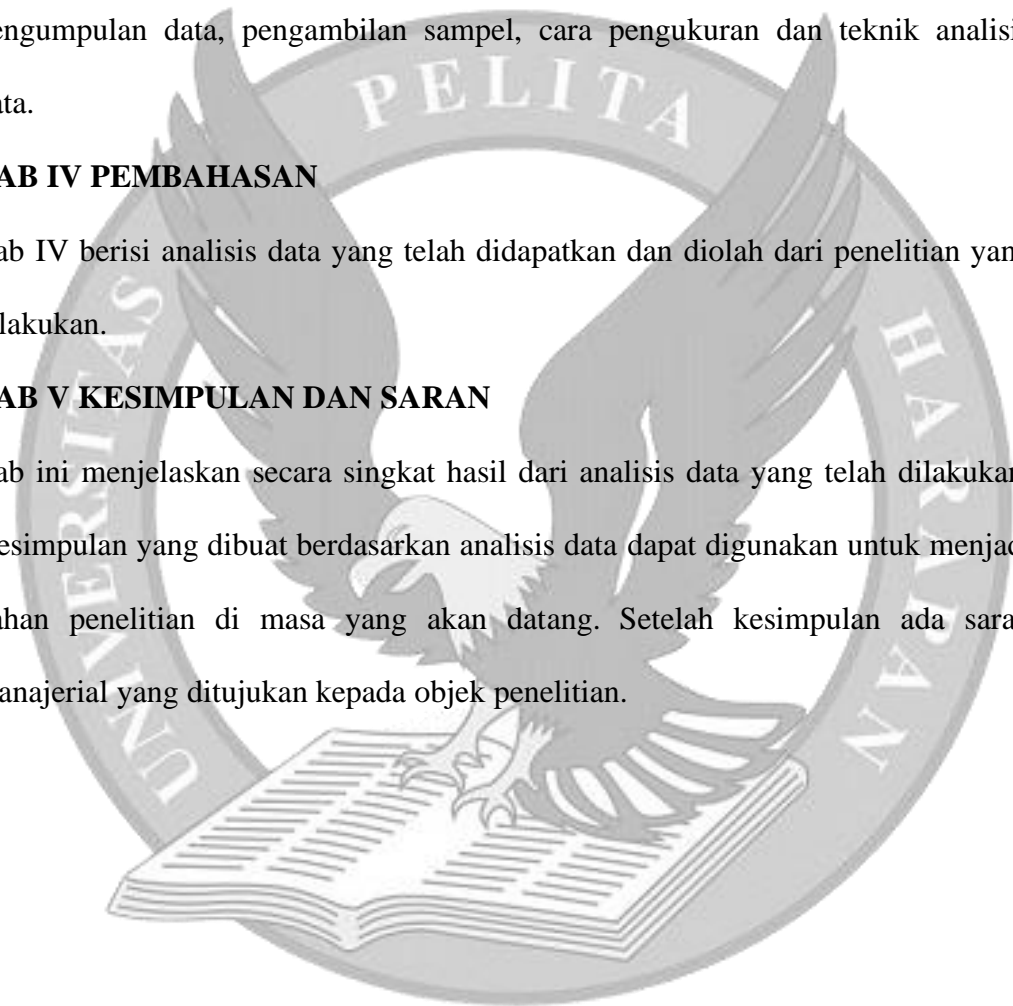 engumpulan data, pengambilan sampel, cara pengukuran dan teknik analisi
ata.
AB IV PEMBAHASAN
ab IV berisi analisis data yang telah didapatkan dan diolah dari penelitian yan
lakukan.
AB V KESIMPULAN DAN SARAN
ab ini menjelaskan secara singkat hasil dari analisis data yang telah dilakukan
esimpulan yang dibuat berdasarkan analisis data dapat digunakan untuk menjad
ahan penelitian di masa yang akan datang. Setelah kesimpulan ada sara
anajerial yang ditujukan kepada objek penelitian.
UNIVERSITAS PELITA HARAPAN